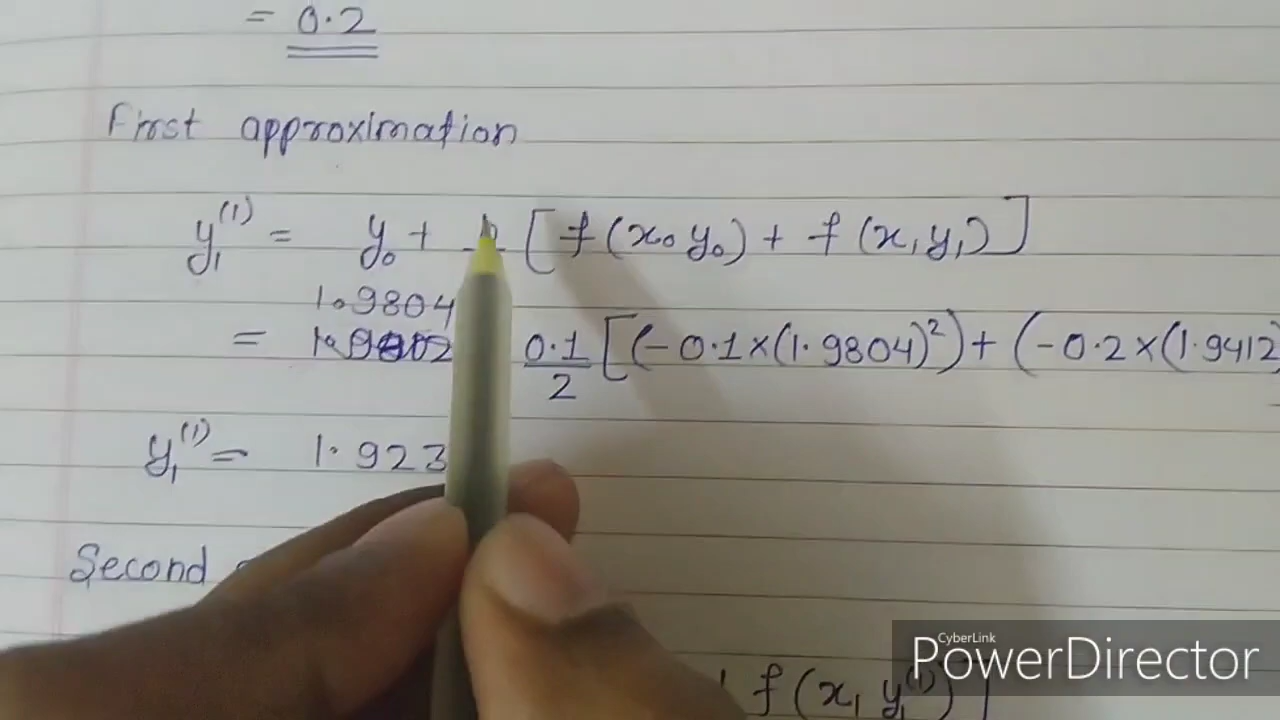 = 0.2
First approximation
y₁⁽¹⁾ = y₀ + [f(x₀ y₀) + f(x₁ y₁)]
1.9804
= 0.1/2 [(-0.1×(1.9804)²) + (-0.2×(1.9412
y₁⁽¹⁾ = 1.923
Second
f(x₁ y₁⁽¹⁾)]
CyberLink
PowerDirector